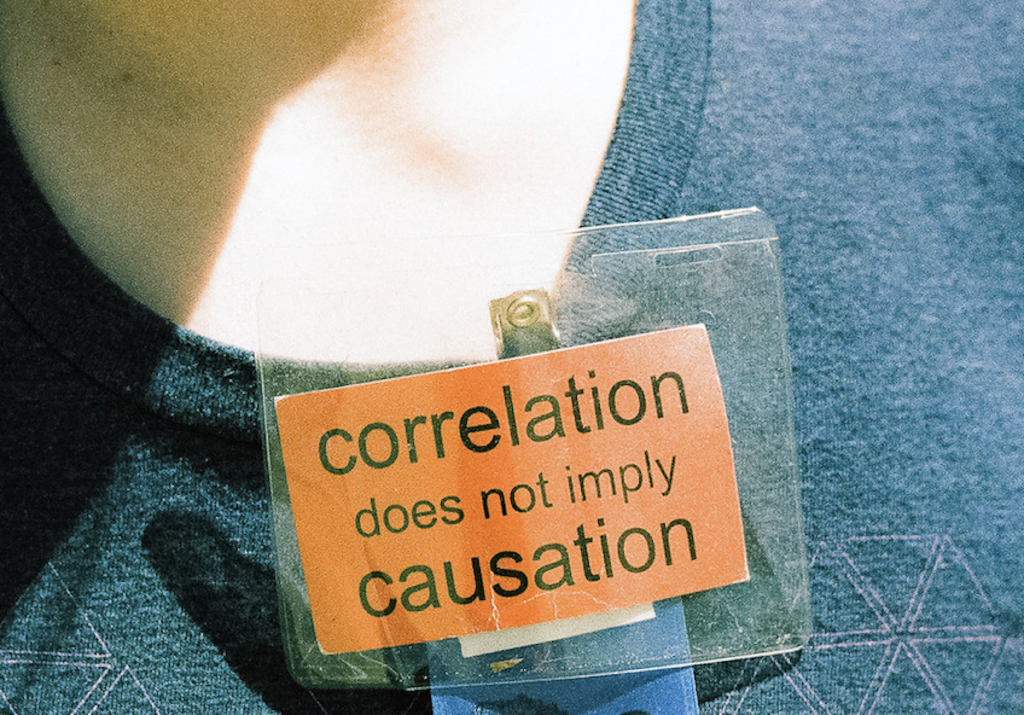 correlation
does not imply
causation